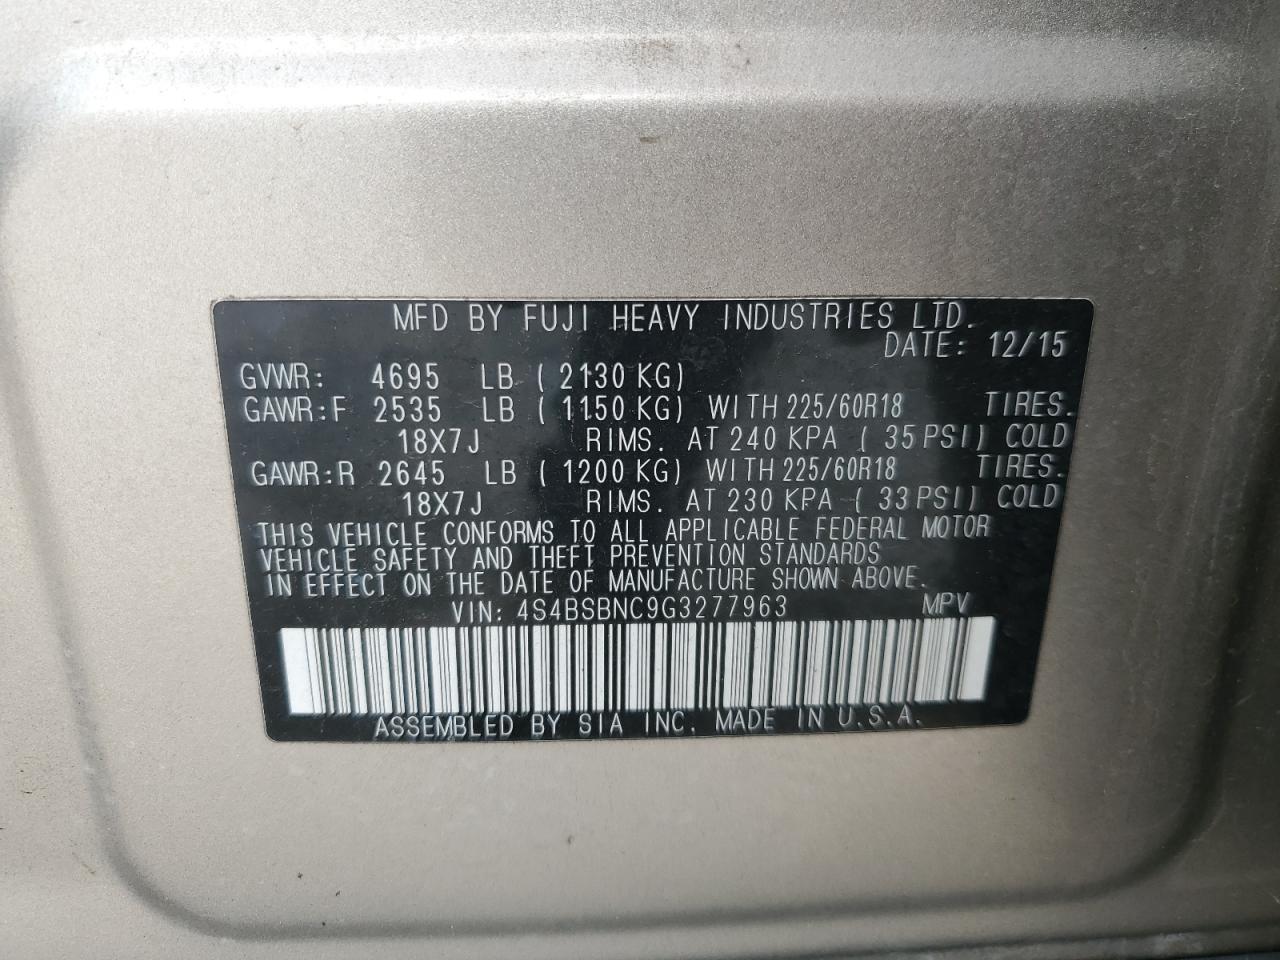 MFD BY FUJI HEAVY INDUSTRIES LTD.
DATE: 12/15
GVWR: 4695 LB ( 2130 KG)
GAWR:F 2535 LB ( 1150 KG) WITH 225/60R18 TIRES.
18X7J RIMS. AT 240 KPA ( 35 PSI) COLD
GAWR:R 2645 LB ( 1200 KG) WITH 225/60R18 TIRES.
18X7J RIMS. AT 230 KPA ( 33 PSI) COLD
THIS VEHICLE CONFORMS TO ALL APPLICABLE FEDERAL MOTOR
VEHICLE SAFETY AND THEFT PREVENTION STANDARDS
IN EFFECT ON THE DATE OF MANUFACTURE SHOWN ABOVE.
VIN: 4S4BSBNC9G3277963 MPV
ASSEMBLED BY SIA INC. MADE IN U.S.A.